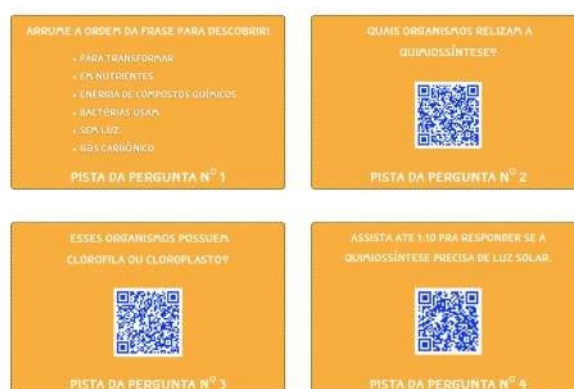 ARRUME A ORDEM DA FRASE PARA DESCOBRIR!
• PARA TRANSFORMAR
• EM NUTRIENTES
• ENERGIA DE COMPOSTOS QUÍMICOS
• BACTÉRIAS USAM
• SEM LUZ.
• GÁS CARBÔNICO
PISTA DA PERGUNTA Nº 1
QUAIS ORGANISMOS RELIZAM A
QUIMIOSSÍNTESE?
PISTA DA PERGUNTA Nº 2
ESSES ORGANISMOS POSSUEM
CLOROFILA OU CLOROPLASTO?
PISTA DA PERGUNTA Nº 3
ASSISTA ATE 1:10 PRA RESPONDER SE A
QUIMIOSSÍNTESE PRECISA DE LUZ SOLAR.
PISTA DA PERGUNTA Nº 4